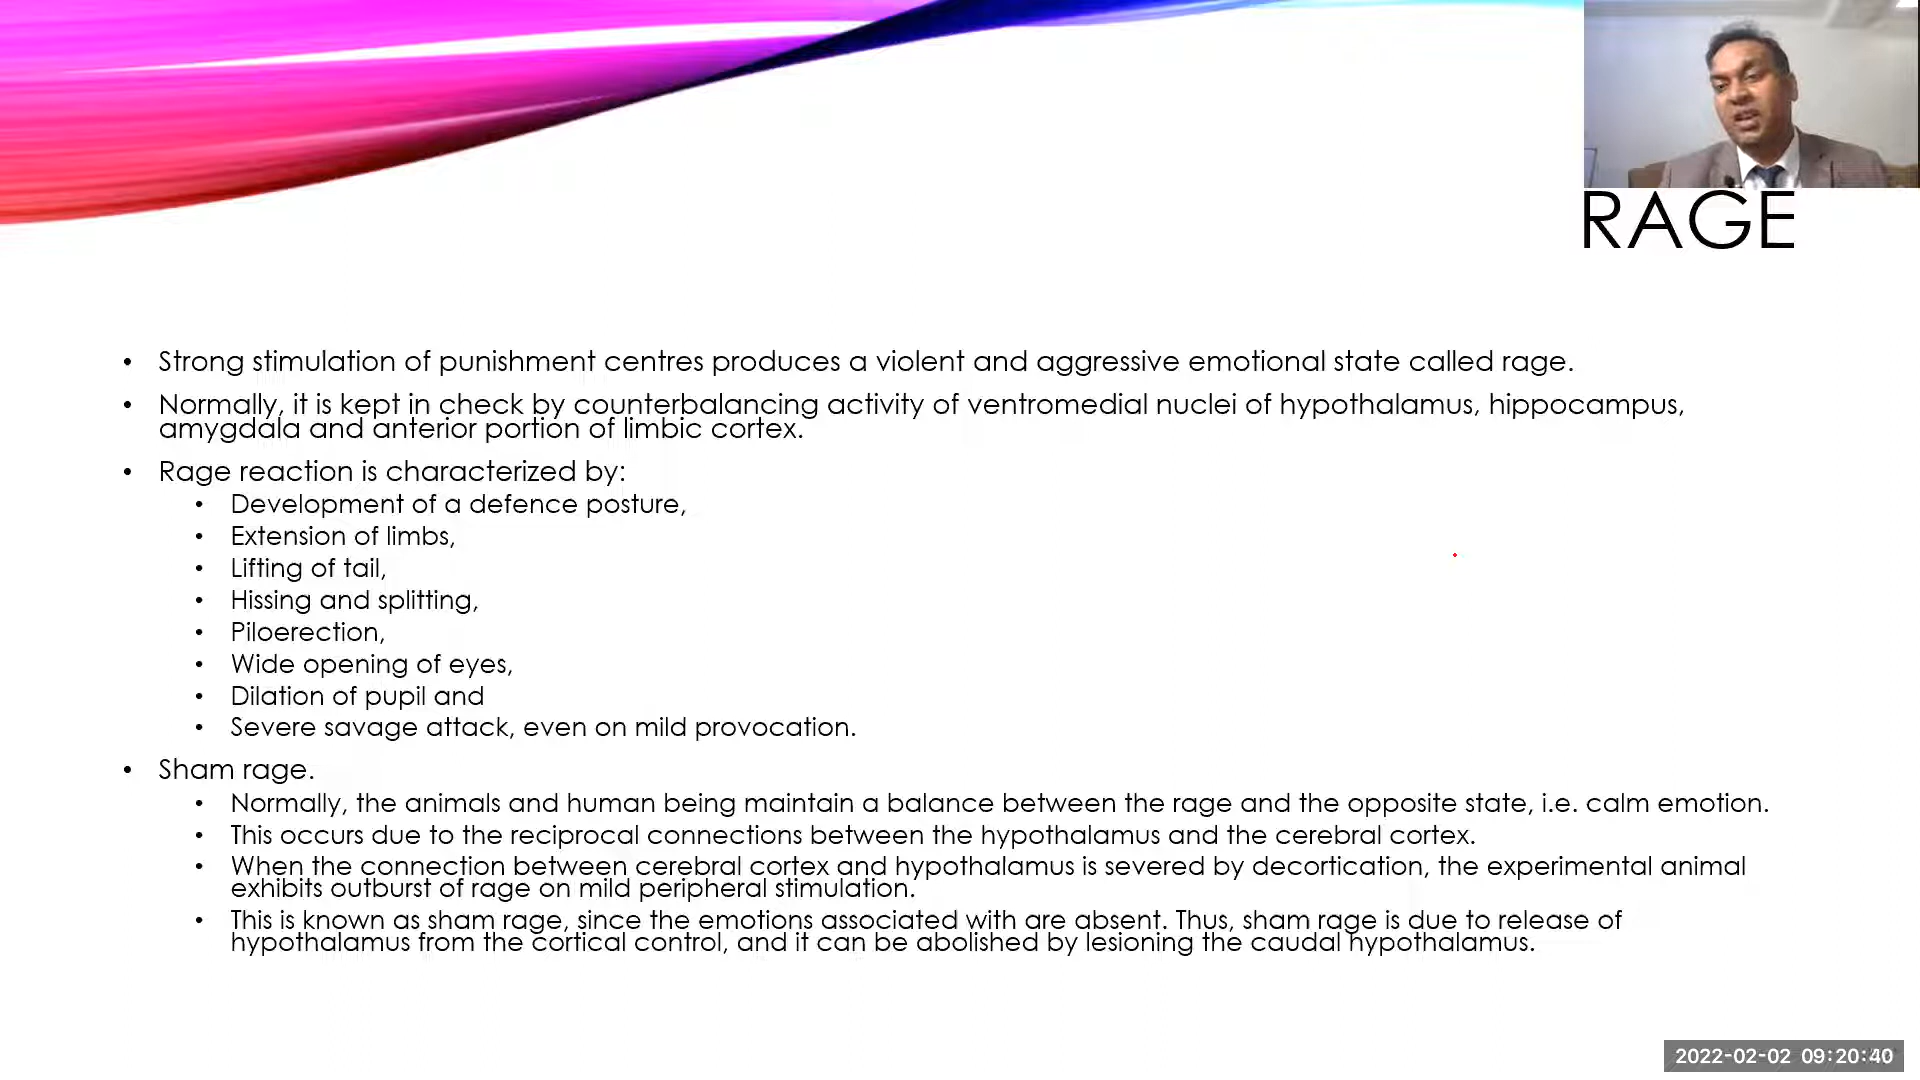 RAGE
• Strong stimulation of punishment centres produces a violent and aggressive emotional state called rage.
• Normally, it is kept in check by counterbalancing activity of ventromedial nuclei of hypothalamus, hippocampus,
amygdala and anterior portion of limbic cortex.
• Rage reaction is characterized by:
• Development of a defence posture,
• Extension of limbs,
• Lifting of tail,
• Hissing and splitting,
• Piloerection,
• Wide opening of eyes,
• Dilation of pupil and
• Severe savage attack, even on mild provocation.
• Sham rage.
• Normally, the animals and human being maintain a balance between the rage and the opposite state, i.e. calm emotion.
• This occurs due to the reciprocal connections between the hypothalamus and the cerebral cortex.
• When the connection between cerebral cortex and hypothalamus is severed by decortication, the experimental animal
exhibits outburst of rage on mild peripheral stimulation.
• This is known as sham rage, since the emotions associated with are absent. Thus, sham rage is due to release of
hypothalamus from the cortical control, and it can be abolished by lesioning the caudal hypothalamus.
2022-02-02 09:20:40